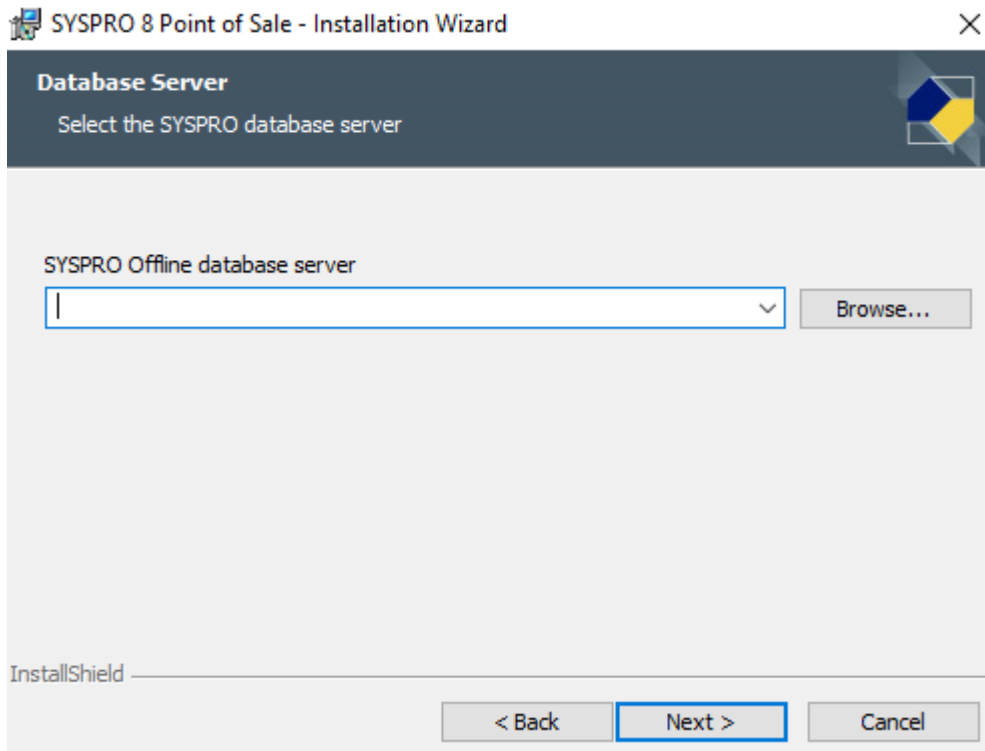 SYSPRO 8 Point of Sale - Installation Wizard
Database Server
Select the SYSPRO database server
SYSPRO Offline database server
Browse...
InstallShield
< Back
Next >
Cancel